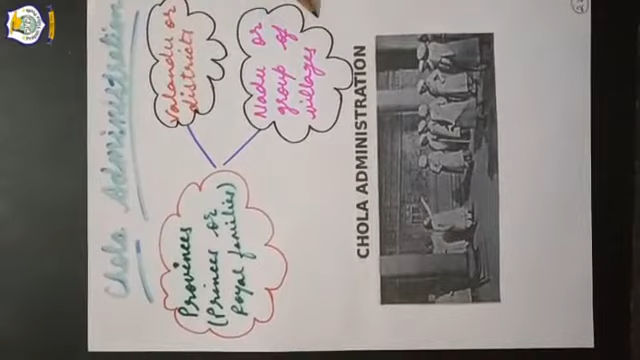 Chola Administration
Provinces
(Princes or
Royal families)
Valandu or
districts
Nadu or
group of
villages
CHOLA ADMINISTRATION